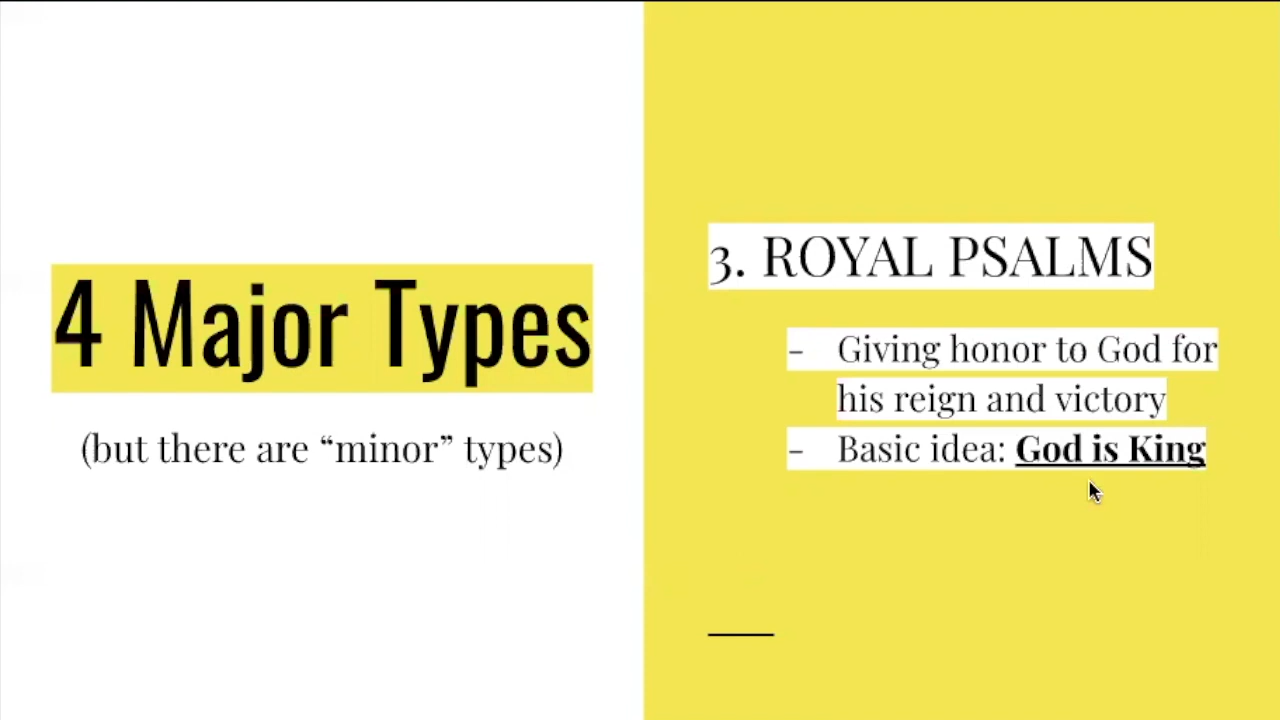 4 Major Types
(but there are “minor” types)
3. ROYAL PSALMS
- Giving honor to God for
his reign and victory
- Basic idea: God is King